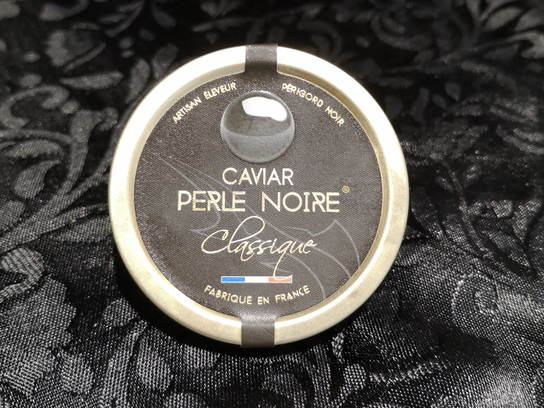 ARTISAN ÉLEVEUR
PÉRIGORD NOIR
CAVIAR
PERLE NOIRE®
Classique
FABRIQUÉ EN FRANCE